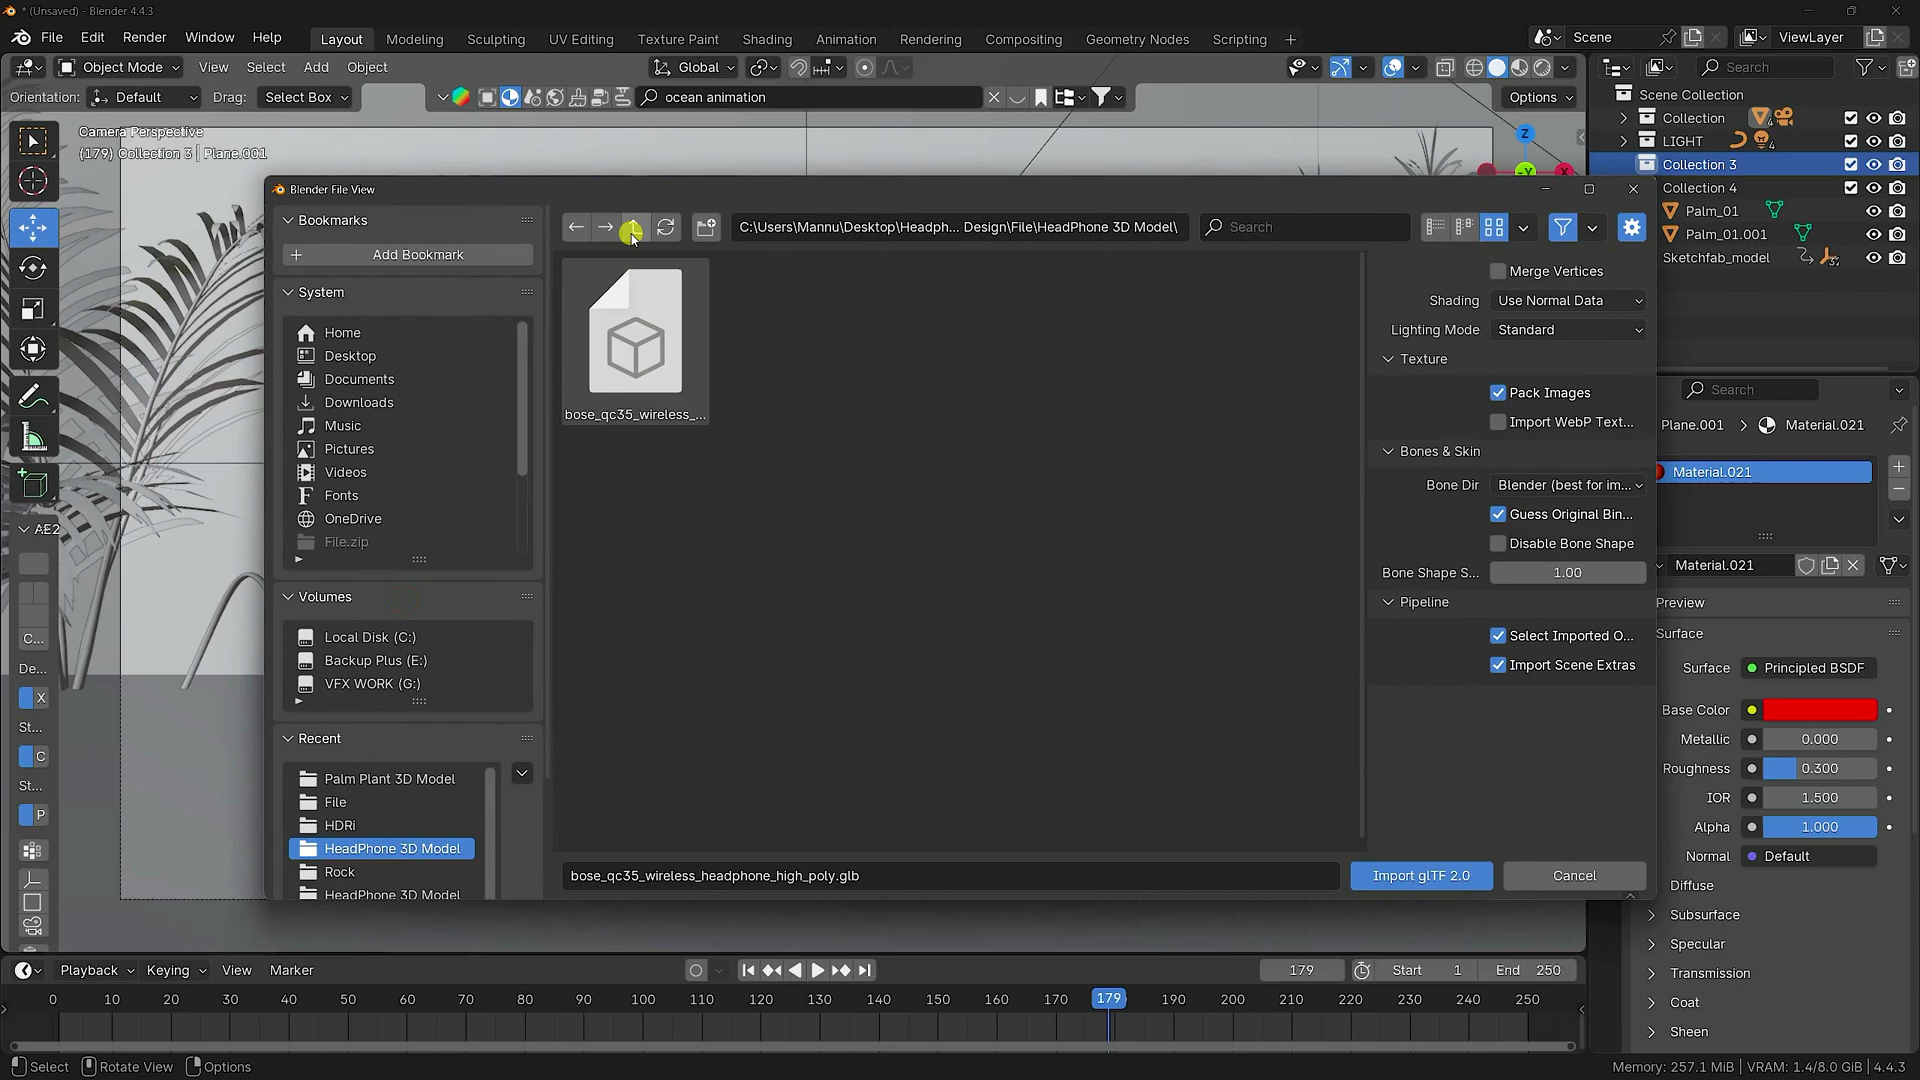 * (Unsaved) - Blender 4.4.3
File Edit Render Window Help
Layout Modeling Sculpting UV Editing Texture Paint Shading Animation Rendering Compositing Geometry Nodes Scripting +
Scene
ViewLayer
Object Mode View Select Add Object
Global
Search
Orientation: Default Drag: Select Box
ocean animation
Options
Camera Perspective
(179) Collection 3 | Plane.001
Z
-Y
Scene Collection
Collection 4
LIGHT 4
Collection 3
Collection 4
Palm_01
Palm_01.001
Sketchfab_model
Blender File View
Bookmarks
Add Bookmark
System
Home
Desktop
Documents
Downloads
Music
Pictures
Videos
Fonts
OneDrive
File.zip
Volumes
Local Disk (C:)
Backup Plus (E:)
VFX WORK (G:)
Recent
Palm Plant 3D Model
File
HDRi
HeadPhone 3D Model
Rock
HeadPhone 3D Model
C:\Users\Mannu\Desktop\Headph... Design\File\HeadPhone 3D Model\
Search
bose_qc35_wireless_...
Merge Vertices
Shading Use Normal Data
Lighting Mode Standard
Texture
Pack Images
Import WebP Text...
Bones & Skin
Bone Dir Blender (best for im...
Guess Original Bin...
Disable Bone Shape
Bone Shape S... 1.00
Pipeline
Select Imported O...
Import Scene Extras
bose_qc35_wireless_headphone_high_poly.glb
Import glTF 2.0
Cancel
AE2
C...
De...
X
St...
C
St...
P
Search
Plane.001 > Material.021
Material.021
Material.021
Preview
Surface
Surface Principled BSDF
Base Color
Metallic 0.000
Roughness 0.300
IOR 1.500
Alpha 1.000
Normal Default
Diffuse
Subsurface
Specular
Transmission
Coat
Sheen
Playback Keying View Marker
179
Start 1 End 250
0 10 20 30 40 50 60 70 80 90 100 110 120 130 140 150 160 170 179 190 200 210 220 230 240 250
Select Rotate View Options
Memory: 257.1 MiB | VRAM: 1.4/8.0 GiB | 4.4.3